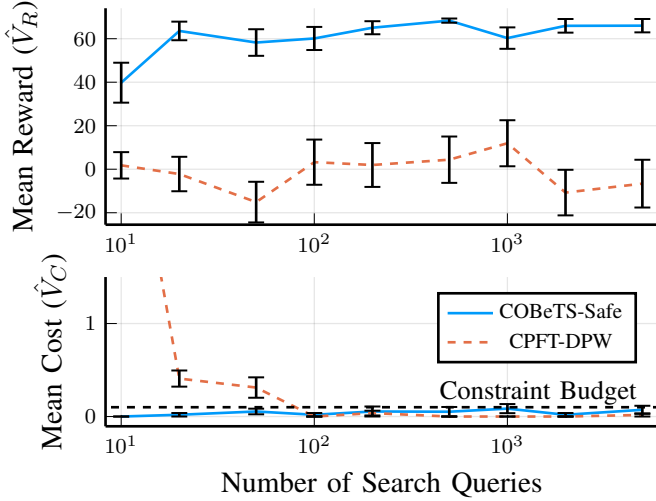 Mean Reward (V̂_R)
60
40
20
0
−20
10^1
10^2
10^3
Mean Cost (V̂_C)
1
0
COBeTS-Safe
CPFT-DPW
Constraint Budget
10^1
10^2
10^3
Number of Search Queries